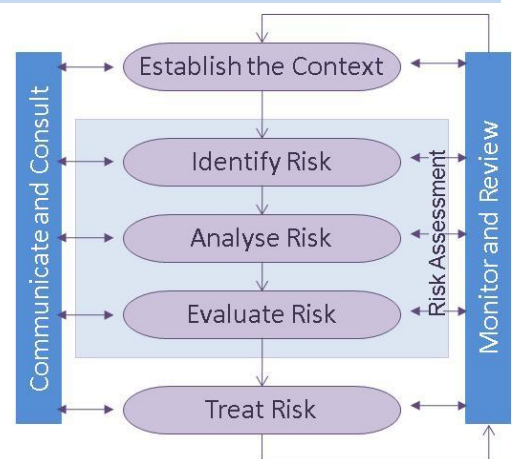 Establish the Context
Communicate and Consult
Identify Risk
Analyse Risk
Evaluate Risk
Risk Assessment
Monitor and Review
Treat Risk